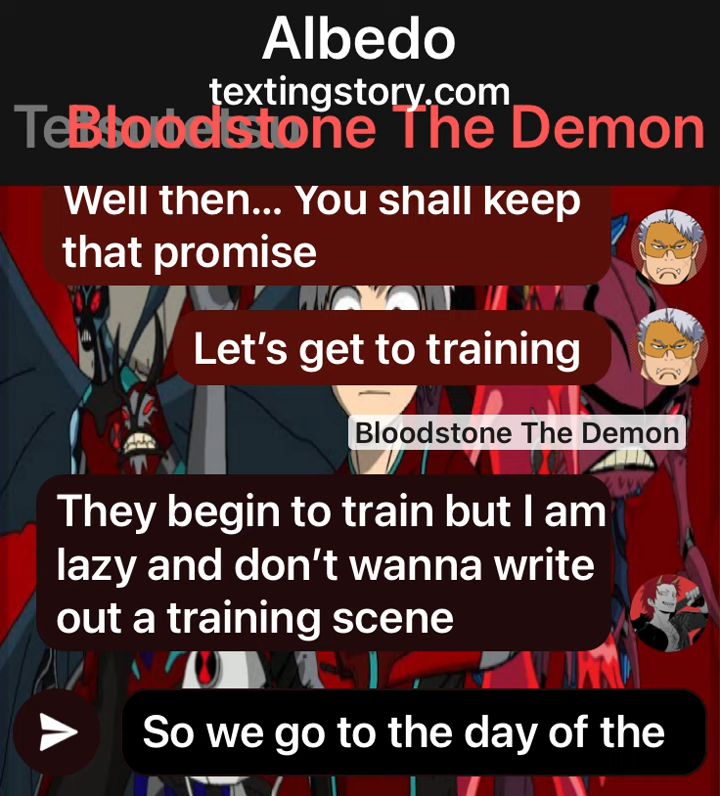 Albedo
textingstory.com
Tetsutetsu
Bloodstone The Demon
Well then... You shall keep
that promise
Let's get to training
Bloodstone The Demon
They begin to train but I am
lazy and don't wanna write
out a training scene
So we go to the day of the